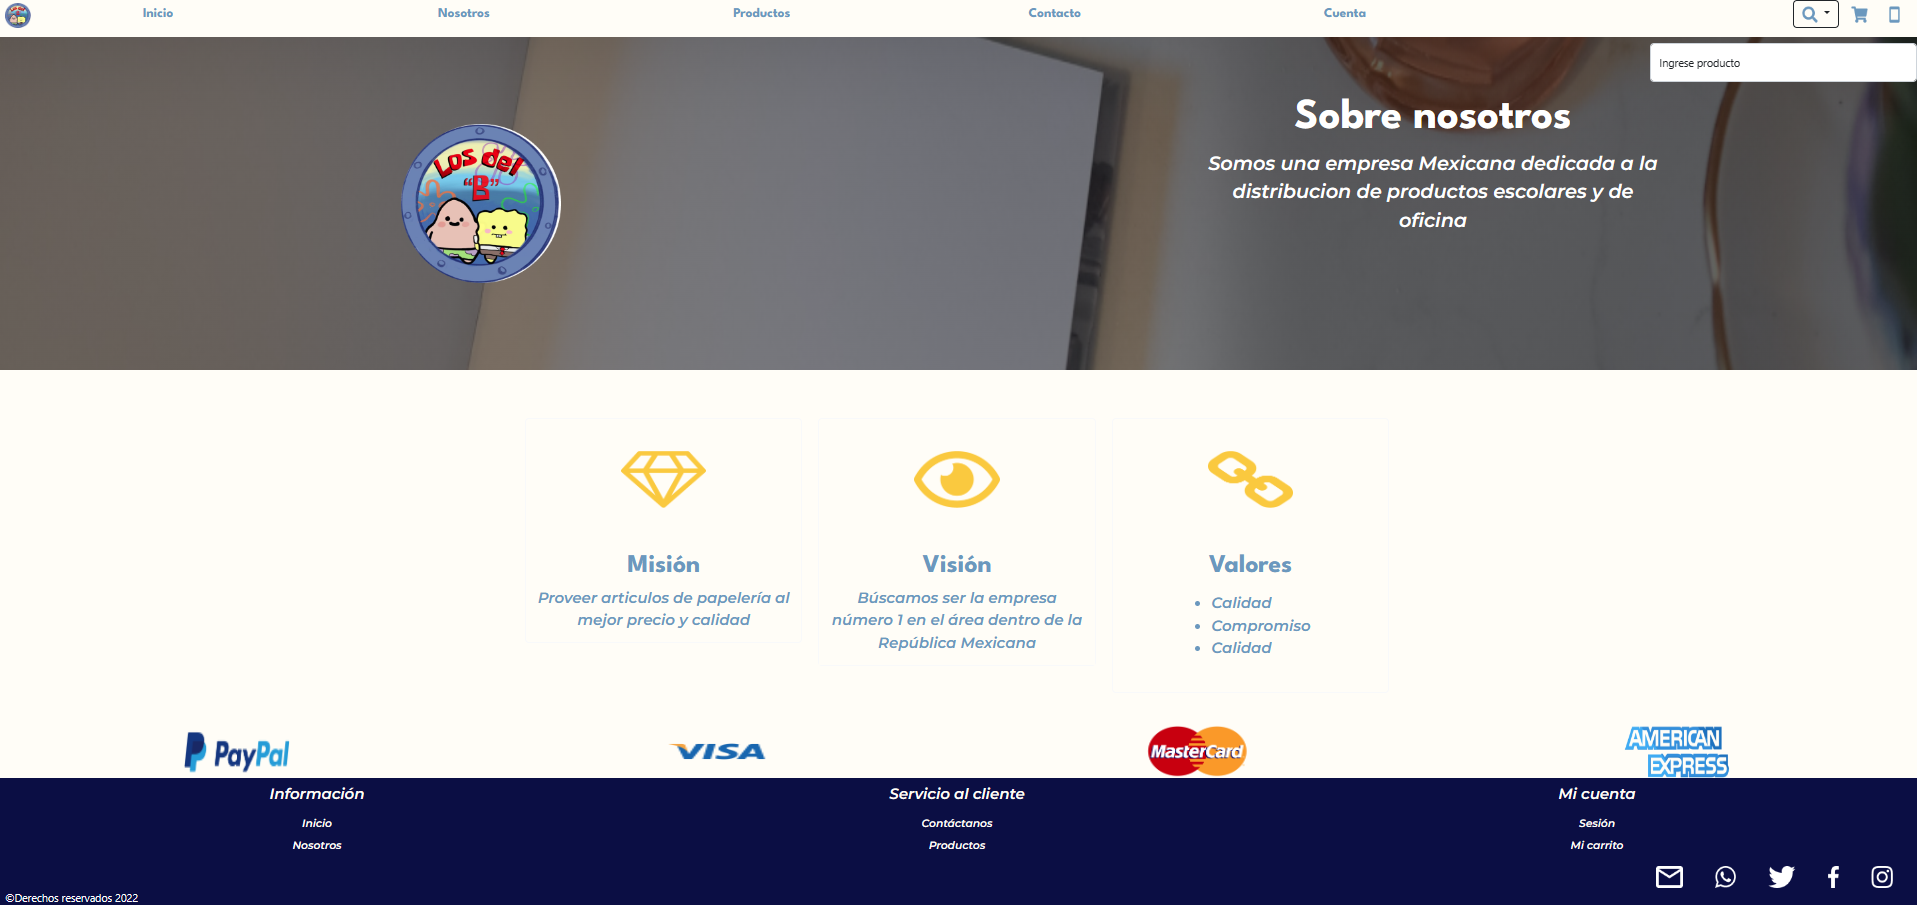 Inicio
Nosotros
Productos
Contacto
Cuenta
Ingrese producto
Los del
"B"
Sobre nosotros
Somos una empresa Mexicana dedicada a la
distribucion de productos escolares y de
oficina
Misión
Proveer articulos de papelería al
mejor precio y calidad
Visión
Búscamos ser la empresa
número 1 en el área dentro de la
República Mexicana
Valores
Calidad
Compromiso
Calidad
PayPal
VISA
MasterCard
AMERICAN
EXPRESS
Información
Inicio
Nosotros
Servicio al cliente
Contáctanos
Productos
Mi cuenta
Sesión
Mi carrito
©Derechos reservados 2022